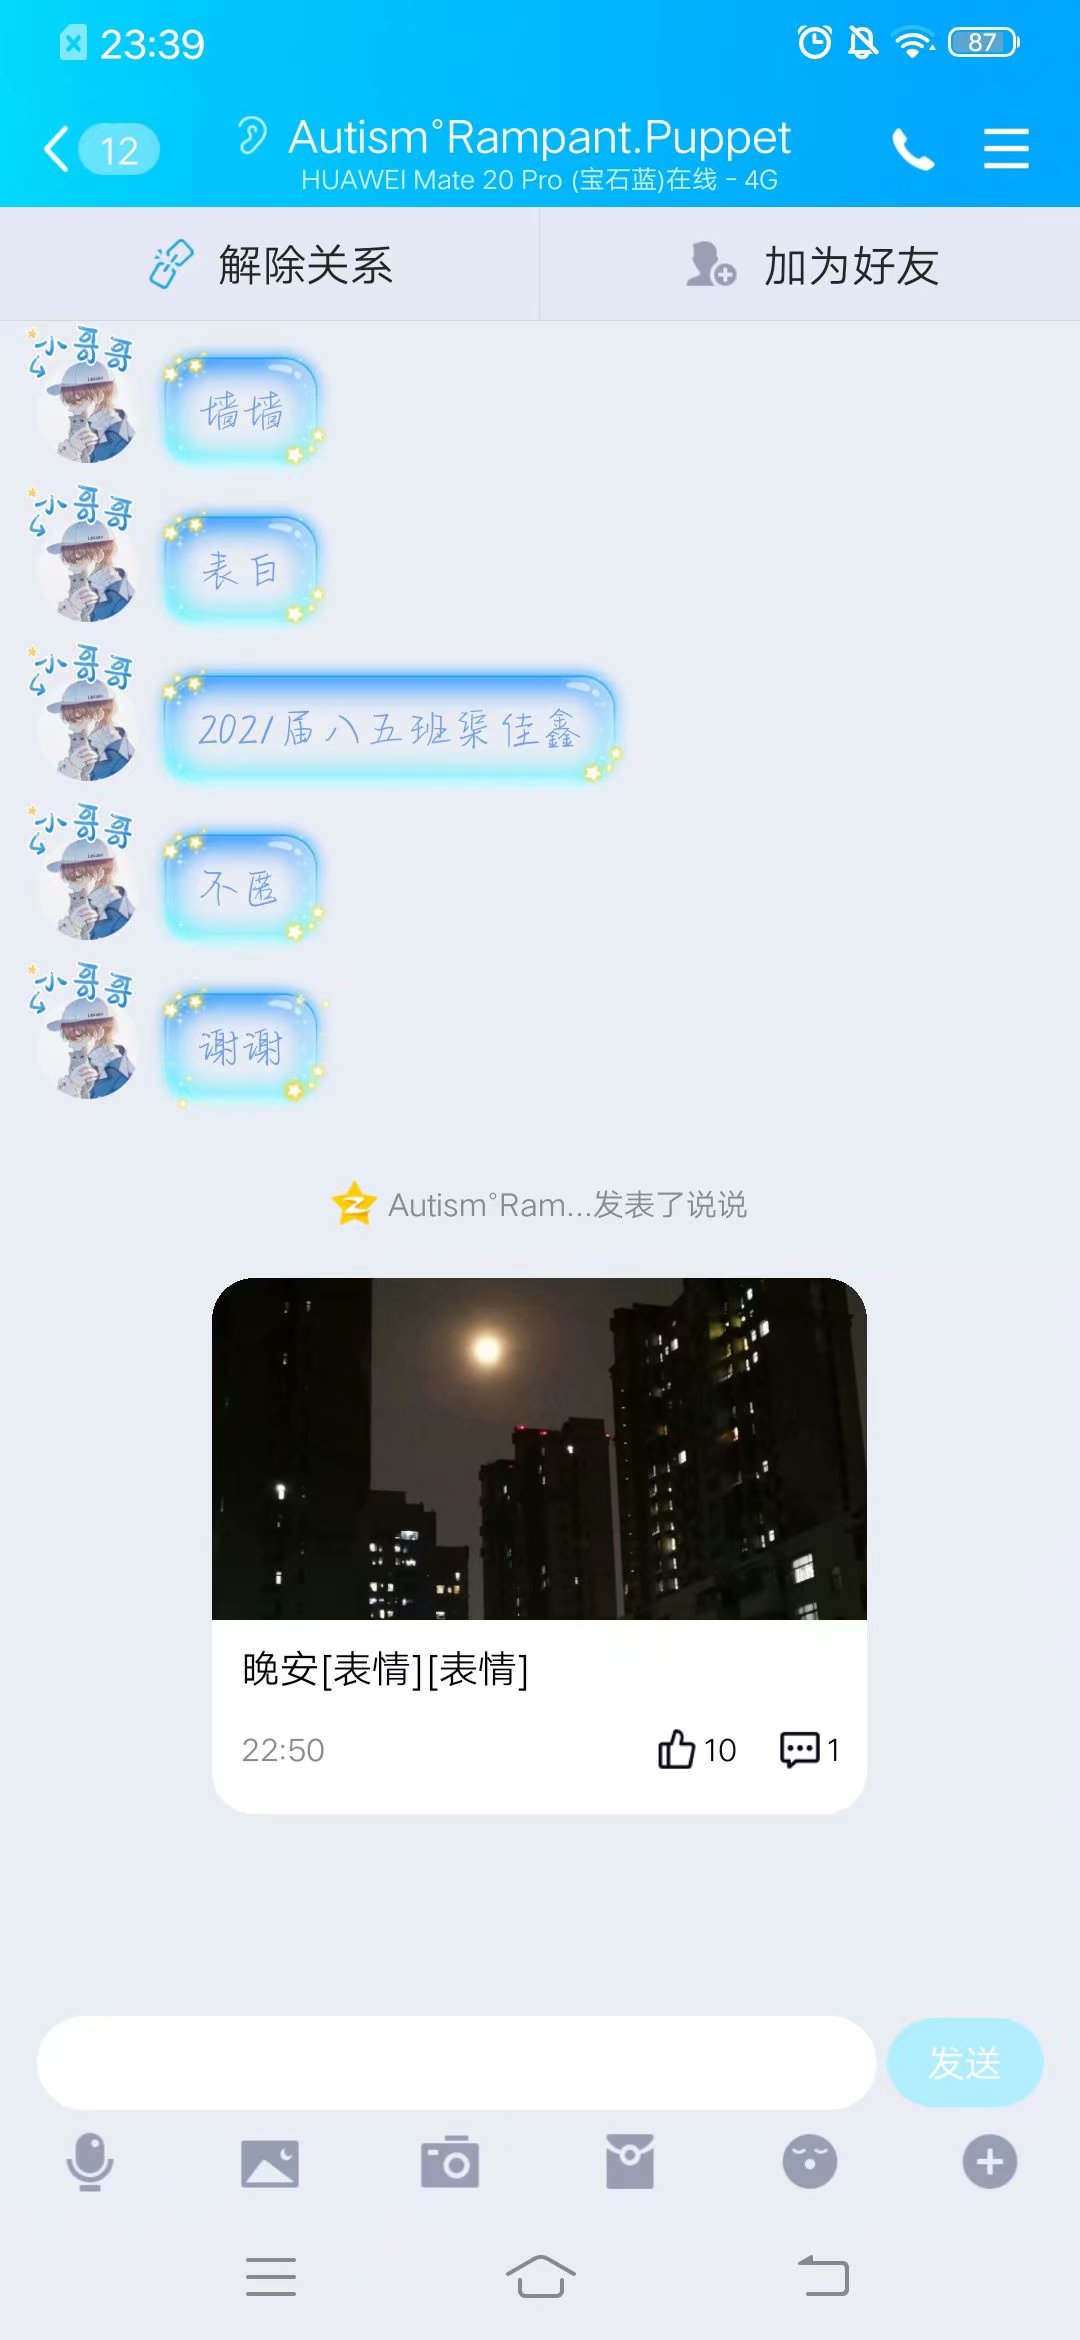 23:39
87
12
Autism°Rampant.Puppet
HUAWEI Mate 20 Pro (宝石蓝)在线 - 4G
解除关系
加为好友
小哥哥
墙墙
小哥哥
表白
小哥哥
2021届八五班渠佳鑫
小哥哥
不匿
小哥哥
谢谢
Autism°Ram...发表了说说
晚安[表情][表情]
22:50
10
1
发送